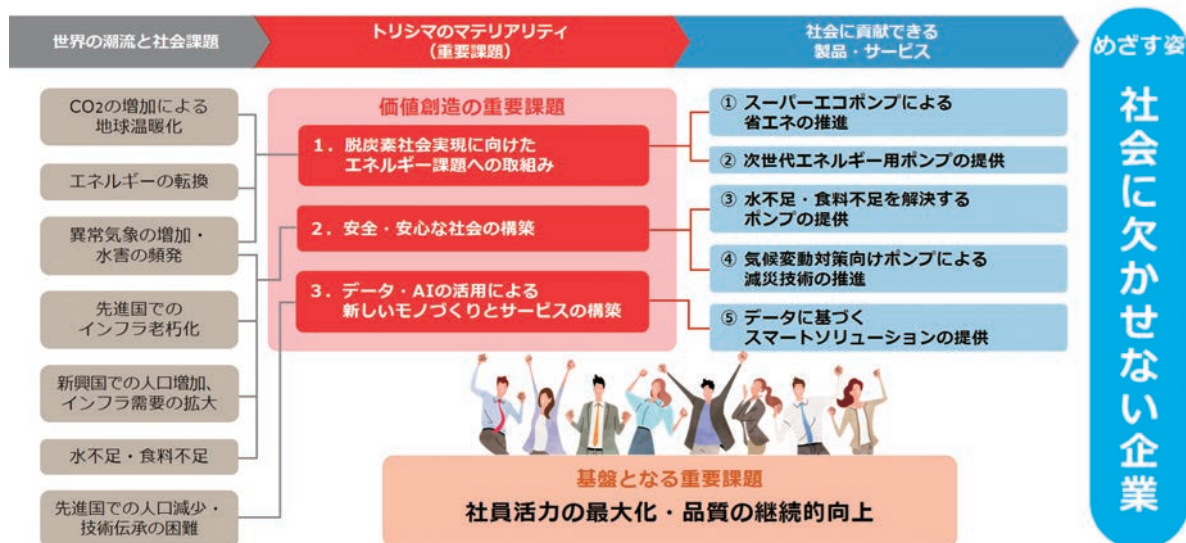 世界の潮流と社会課題
トリシマのマテリアリティ
(重要課題)
社会に貢献できる
製品・サービス
めざす姿
社会に欠かせない企業
CO2の増加による
地球温暖化
エネルギーの転換
異常気象の増加・
水害の頻発
先進国での
インフラ老朽化
新興国での人口増加、
インフラ需要の拡大
水不足・食料不足
先進国での人口減少・
技術伝承の困難
価値創造の重要課題
1．脱炭素社会実現に向けた
エネルギー課題への取組み
2．安全・安心な社会の構築
3．データ・AIの活用による
新しいモノづくりとサービスの構築
① スーパーエコポンプによる
省エネの推進
② 次世代エネルギー用ポンプの提供
③ 水不足・食料不足を解決する
ポンプの提供
④ 気候変動対策向けポンプによる
減災技術の推進
⑤ データに基づく
スマートソリューションの提供
基盤となる重要課題
社員活力の最大化・品質の継続的向上